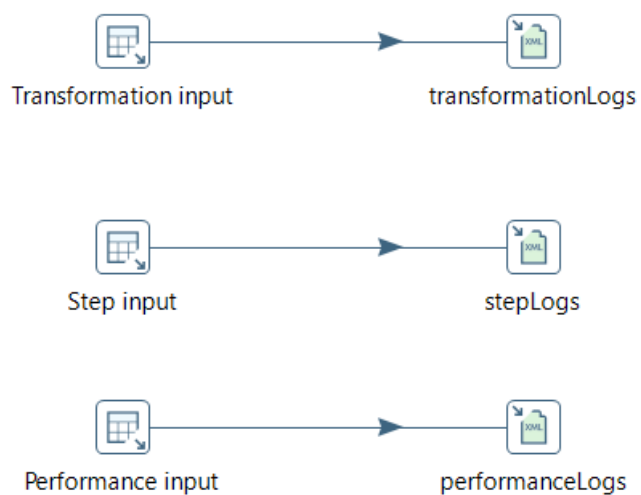 XML
Transformation input
transformationLogs
XML
Step input
stepLogs
XML
Performance input
performanceLogs